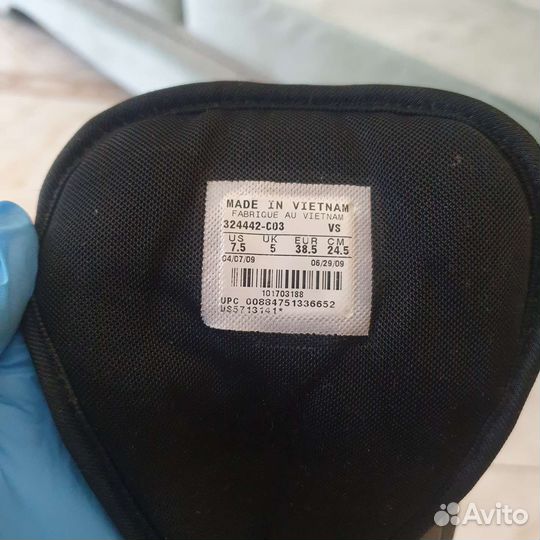 MADE IN VIETNAM
FABRIQUE AU VIETNAM
324442-C03 VS
US UK EUR CM
7.5 5 38.5 24.5
04/07/09 06/29/09
101703188
UPC 00884751336652
US5713141*
Avito